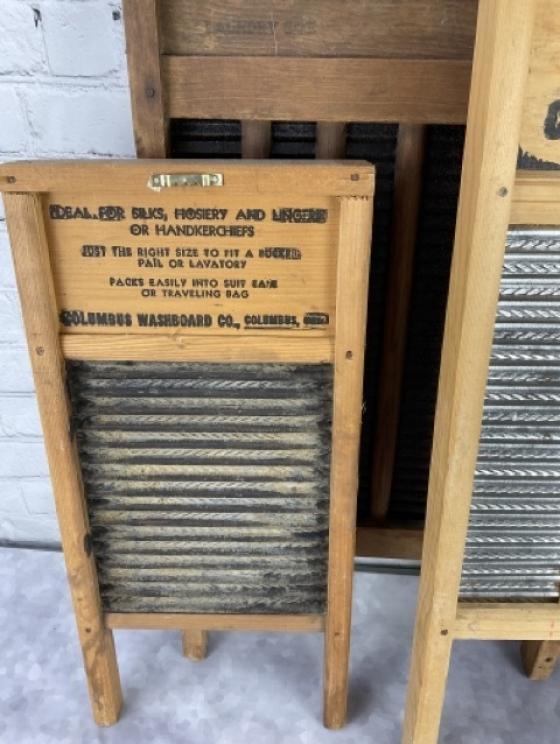 IDEAL FOR SILKS, HOSIERY AND LINGERIE
OR HANDKERCHIEFS
JUST THE RIGHT SIZE TO FIT A BUCKET
PAIL OR LAVATORY
PACKS EASILY INTO SUIT CASE
OR TRAVELING BAG
COLUMBUS WASHBOARD CO., COLUMBUS, OHIO